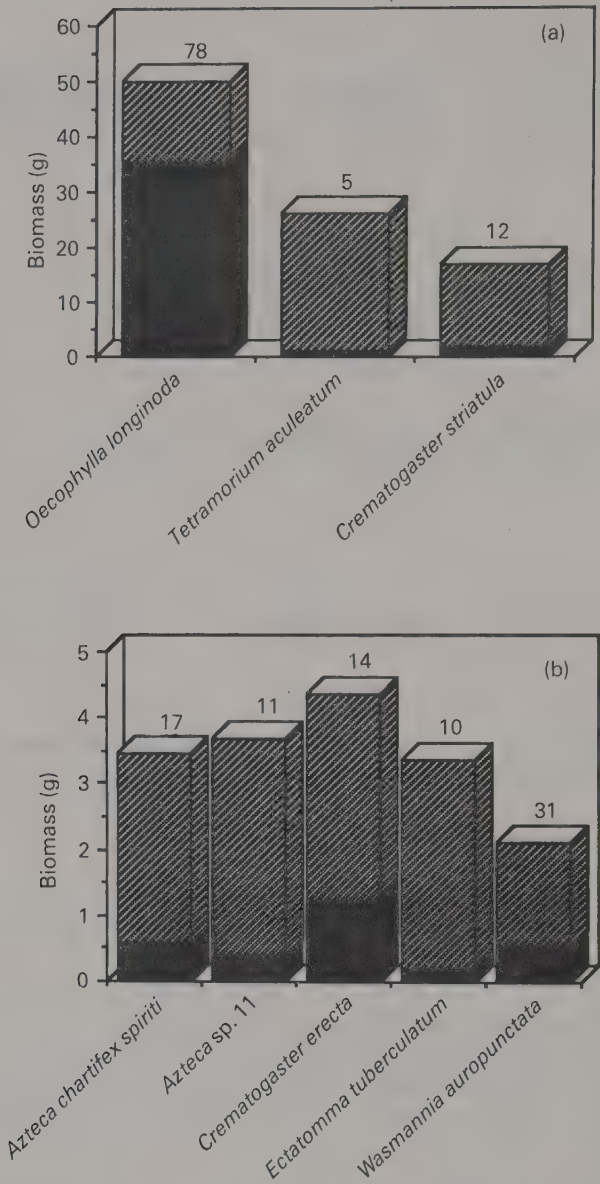 (a)
60
50
40
30
20
10
0
Biomass (g)
78
5
12
Oecophylla longinoda
Tetramorium aculeatum
Crematogaster striatula
(b)
5
4
3
2
1
0
Biomass (g)
17
11
14
10
31
Azteca chartifex spiriti
Azteca sp. 11
Crematogaster erecta
Ectatomma tuberculatum
Wasmannia auropunctata